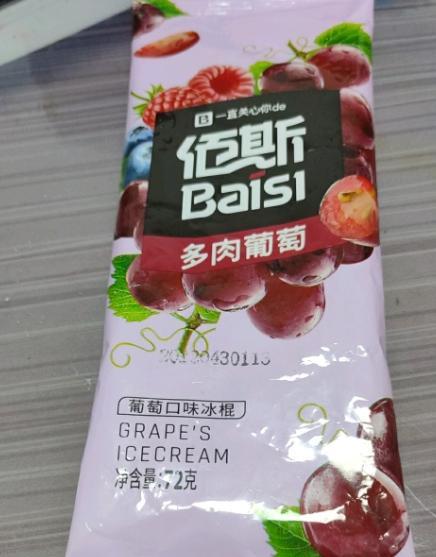 B 一直关心你de
佰斯
Baisi
多肉葡萄
葡萄口味冰棍
GRAPE'S
ICECREAM
净含量:72克